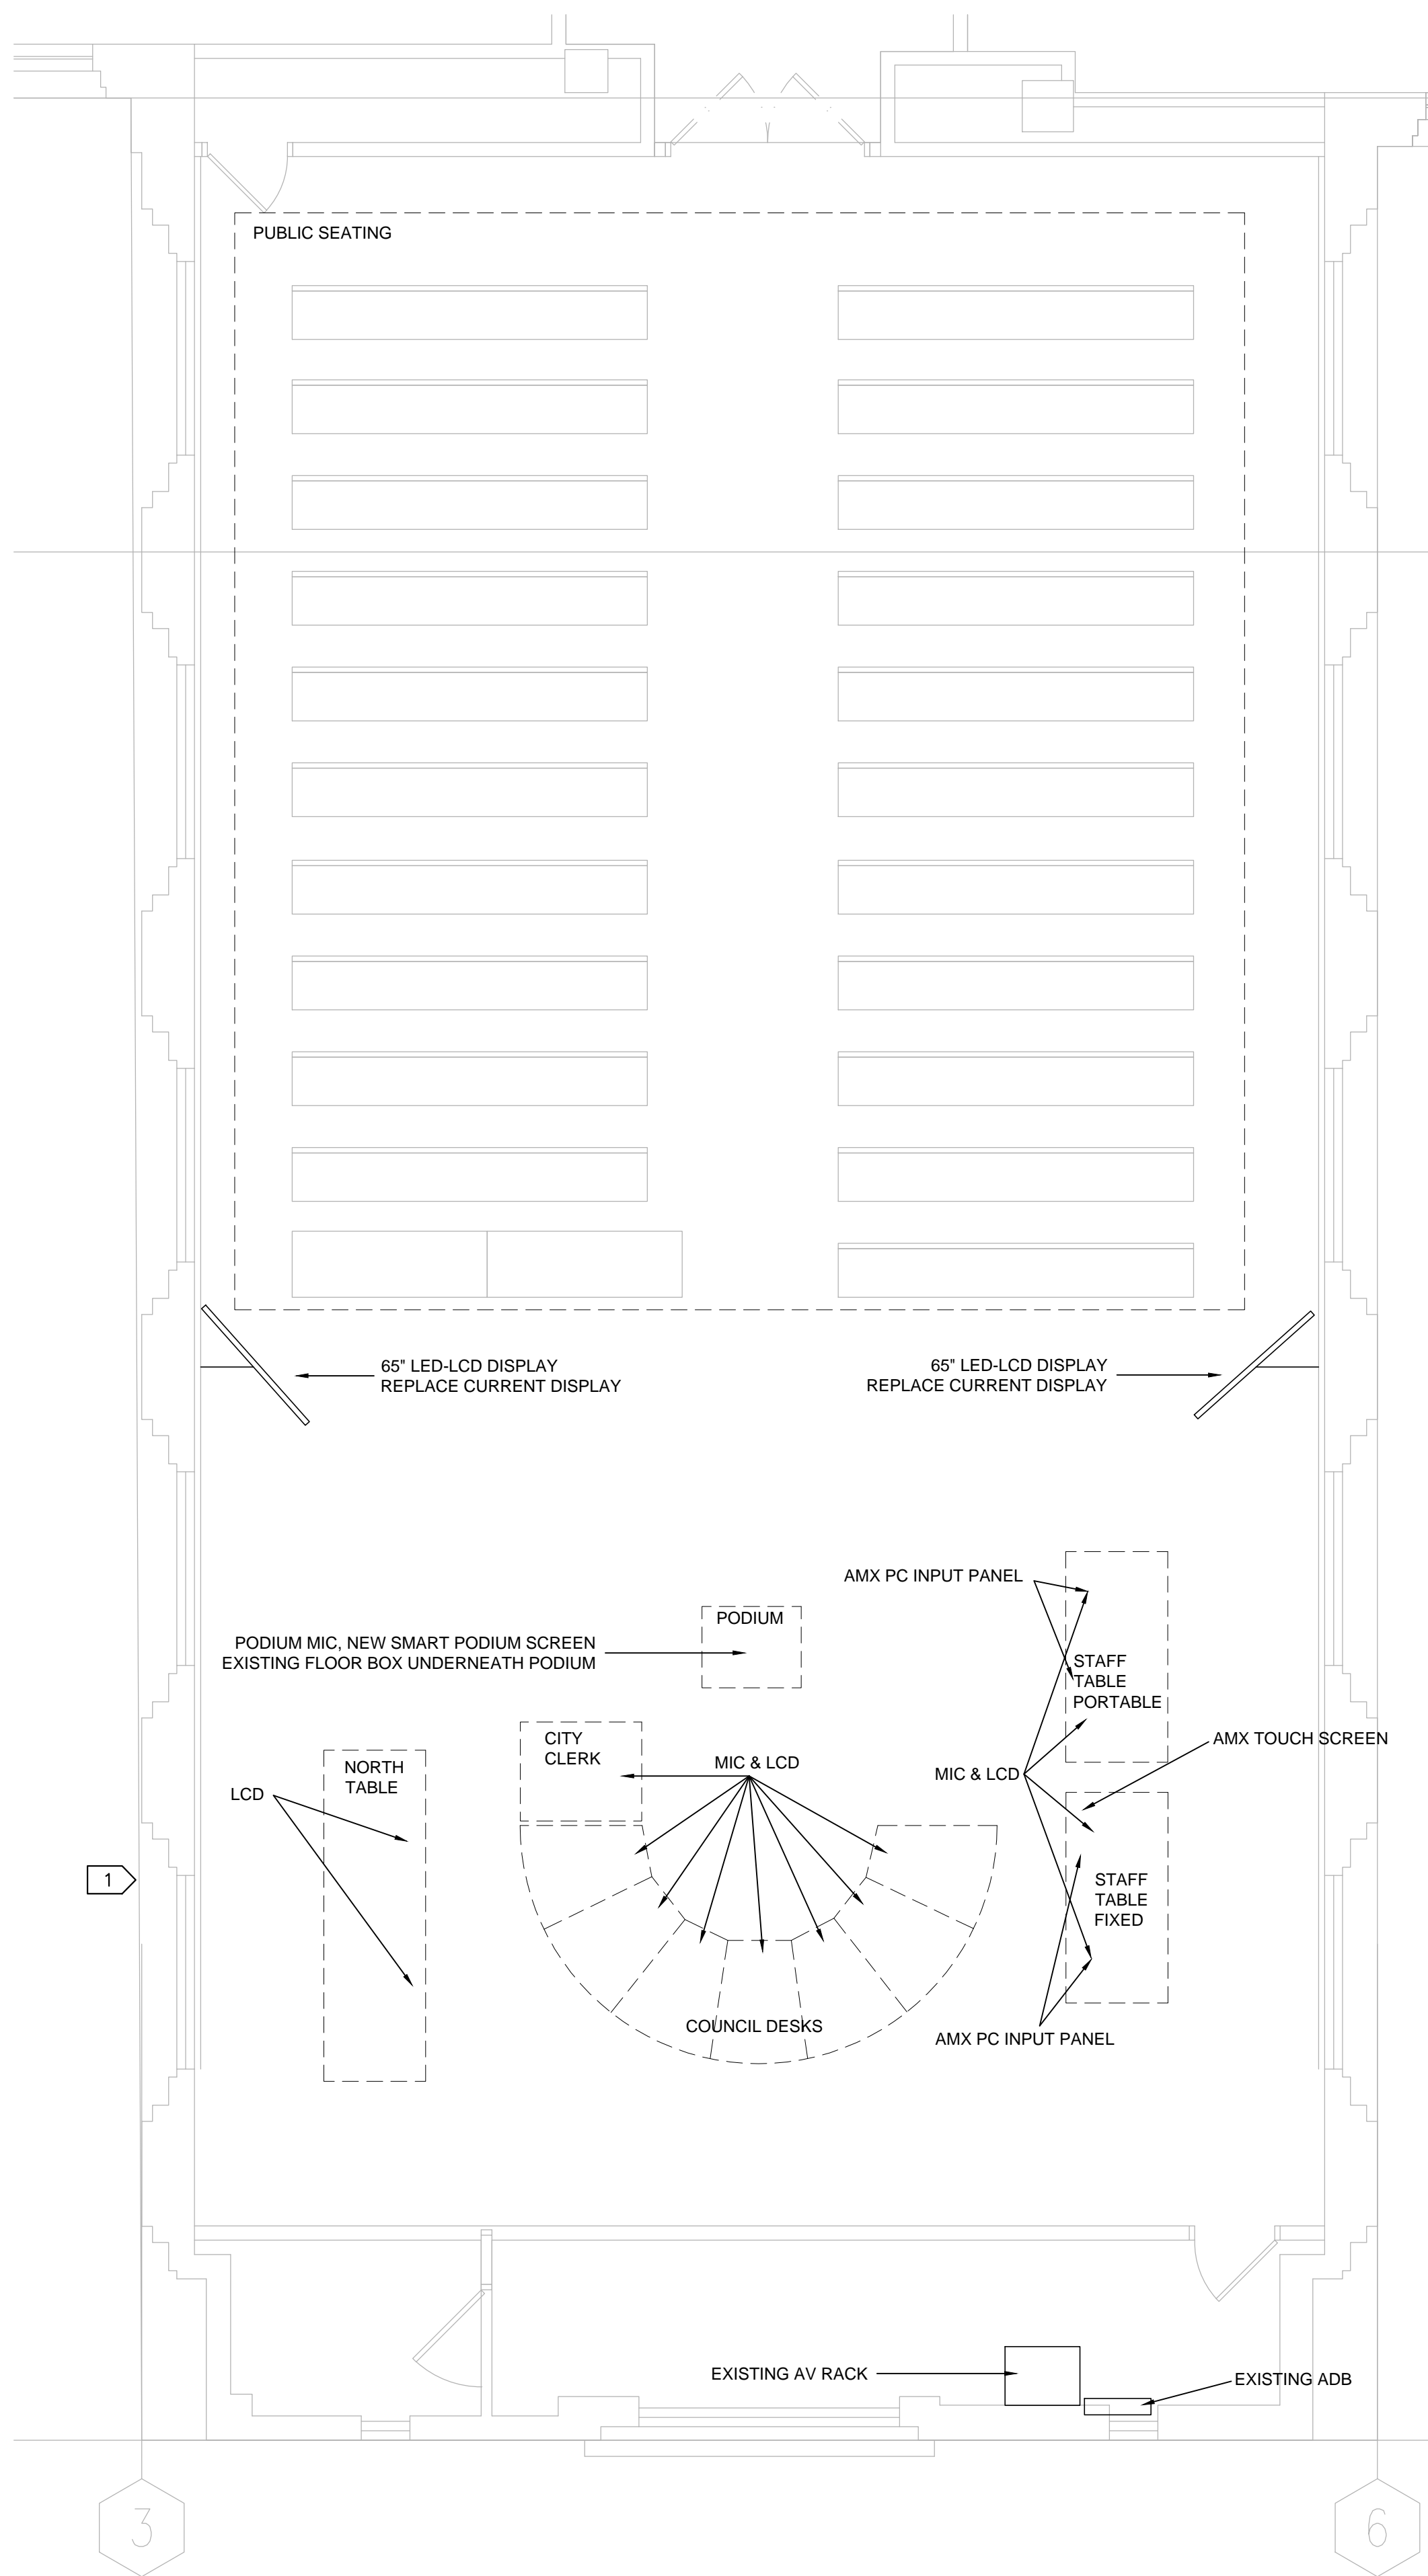 PUBLIC SEATING
65" LED-LCD DISPLAY
REPLACE CURRENT DISPLAY
65" LED-LCD DISPLAY
REPLACE CURRENT DISPLAY
AMX PC INPUT PANEL
PODIUM
PODIUM MIC, NEW SMART PODIUM SCREEN
EXISTING FLOOR BOX UNDERNEATH PODIUM
STAFF
TABLE
PORTABLE
CITY
CLERK
MIC & LCD
MIC & LCD
AMX TOUCH SCREEN
NORTH
TABLE
LCD
1
STAFF
TABLE
FIXED
COUNCIL DESKS
AMX PC INPUT PANEL
EXISTING AV RACK
EXISTING ADB
3
6